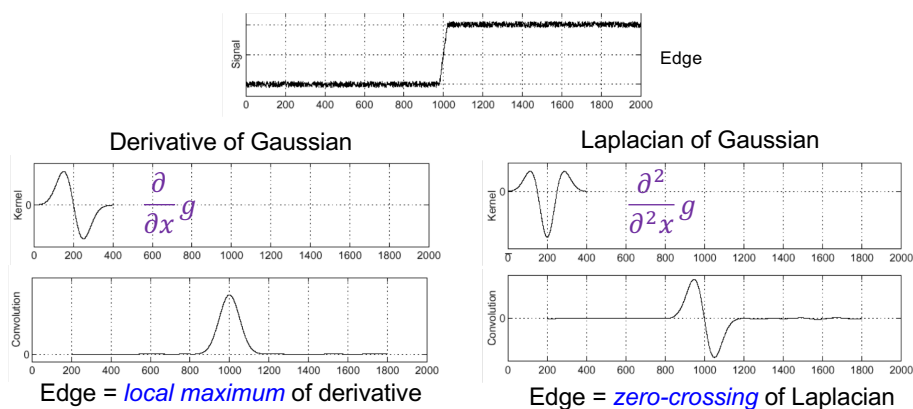 Signal
Edge
0 200 400 600 800 1000 1200 1400 1600 1800 2000
Derivative of Gaussian
Kernel
0
∂/∂x g
0 200 400 600 800 1000 1200 1400 1600 1800 2000
Convolution
0
0 200 400 600 800 1000 1200 1400 1600 1800 2000
Edge = local maximum of derivative
Laplacian of Gaussian
Kernel
0
∂²/∂²x g
0 200 400 600 800 1000 1200 1400 1600 1800 2000
Convolution
0
0 200 400 600 800 1000 1200 1400 1600 1800 2000
Edge = zero-crossing of Laplacian